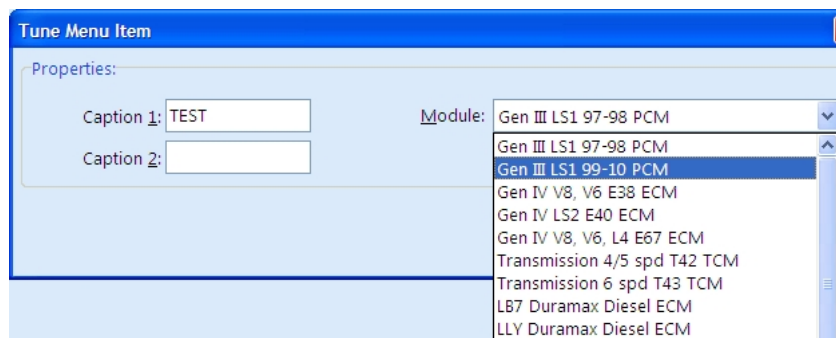 Tune Menu Item
Properties:
Caption 1: TEST
Module: Gen III LS1 97-98 PCM
Caption 2:
Gen III LS1 97-98 PCM
Gen III LS1 99-10 PCM
Gen IV V8, V6 E38 ECM
Gen IV LS2 E40 ECM
Gen IV V8, V6, L4 E67 ECM
Transmission 4/5 spd T42 TCM
Transmission 6 spd T43 TCM
LB7 Duramax Diesel ECM
LLY Duramax Diesel ECM